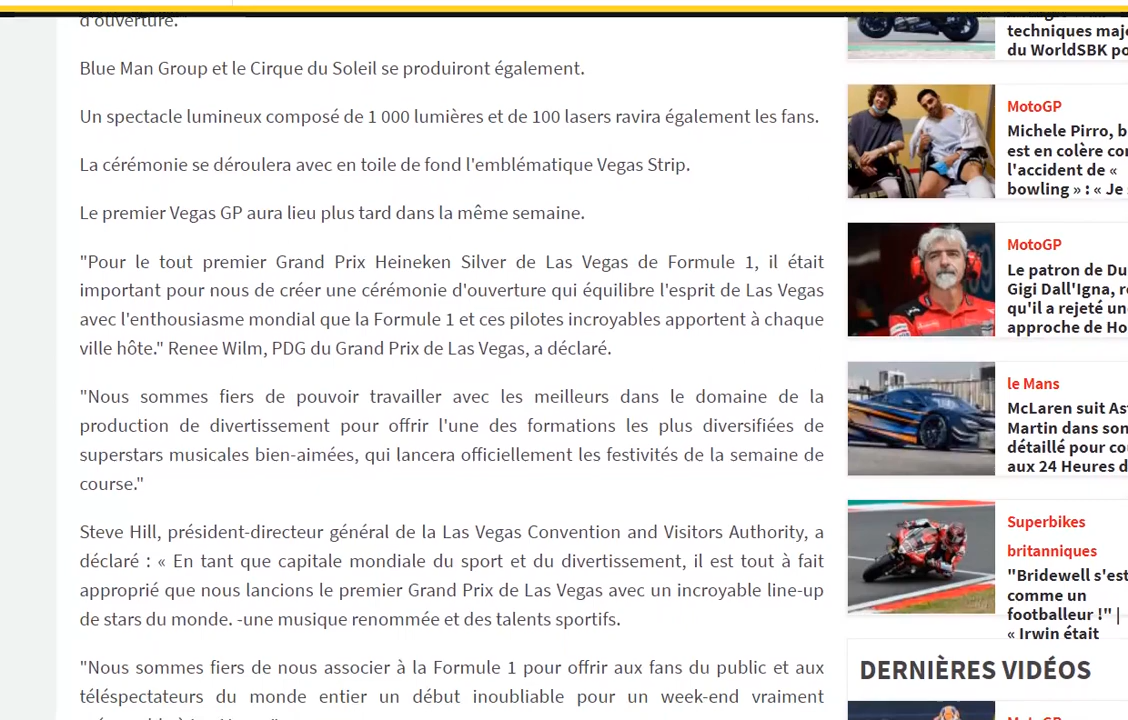 d'ouverture."
Blue Man Group et le Cirque du Soleil se produiront également.
Un spectacle lumineux composé de 1 000 lumières et de 100 lasers ravira également les fans.
La cérémonie se déroulera avec en toile de fond l'emblématique Vegas Strip.
Le premier Vegas GP aura lieu plus tard dans la même semaine.
"Pour le tout premier Grand Prix Heineken Silver de Las Vegas de Formule 1, il était
important pour nous de créer une cérémonie d'ouverture qui équilibre l'esprit de Las Vegas
avec l'enthousiasme mondial que la Formule 1 et ces pilotes incroyables apportent à chaque
ville hôte." Renee Wilm, PDG du Grand Prix de Las Vegas, a déclaré.
"Nous sommes fiers de pouvoir travailler avec les meilleurs dans le domaine de la
production de divertissement pour offrir l'une des formations les plus diversifiées de
superstars musicales bien-aimées, qui lancera officiellement les festivités de la semaine de
course."
Steve Hill, président-directeur général de la Las Vegas Convention and Visitors Authority, a
déclaré : « En tant que capitale mondiale du sport et du divertissement, il est tout à fait
approprié que nous lancions le premier Grand Prix de Las Vegas avec un incroyable line-up
de stars du monde. -une musique renommée et des talents sportifs.
"Nous sommes fiers de nous associer à la Formule 1 pour offrir aux fans du public et aux
téléspectateurs du monde entier un début inoubliable pour un week-end vraiment
techniques maj
du WorldSBK po
MotoGP
Michele Pirro, b
est en colère co
l'accident de «
bowling » : « Je
MotoGP
Le patron de Du
Gigi Dall'Igna, r
qu'il a rejeté un
approche de Ho
le Mans
McLaren suit As
Martin dans son
détaillé pour co
aux 24 Heures d
Superbikes
britanniques
"Bridewell s'est
comme un
footballeur !" |
« Irwin était
DERNIÈRES VIDÉOS